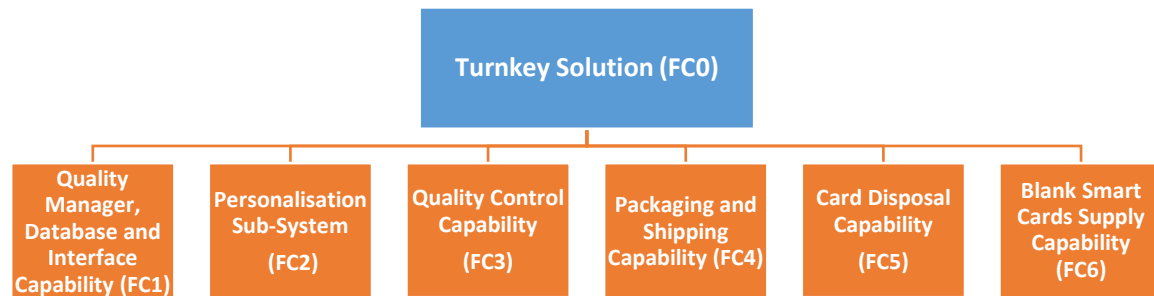 Turnkey Solution (FC0)
Quality
Manager,
Database and
Interface
Capability (FC1)
Personalisation
Sub-System
(FC2)
Quality Control
Capability
(FC3)
Packaging and
Shipping
Capability (FC4)
Card Disposal
Capability
(FC5)
Blank Smart
Cards Supply
Capability
(FC6)